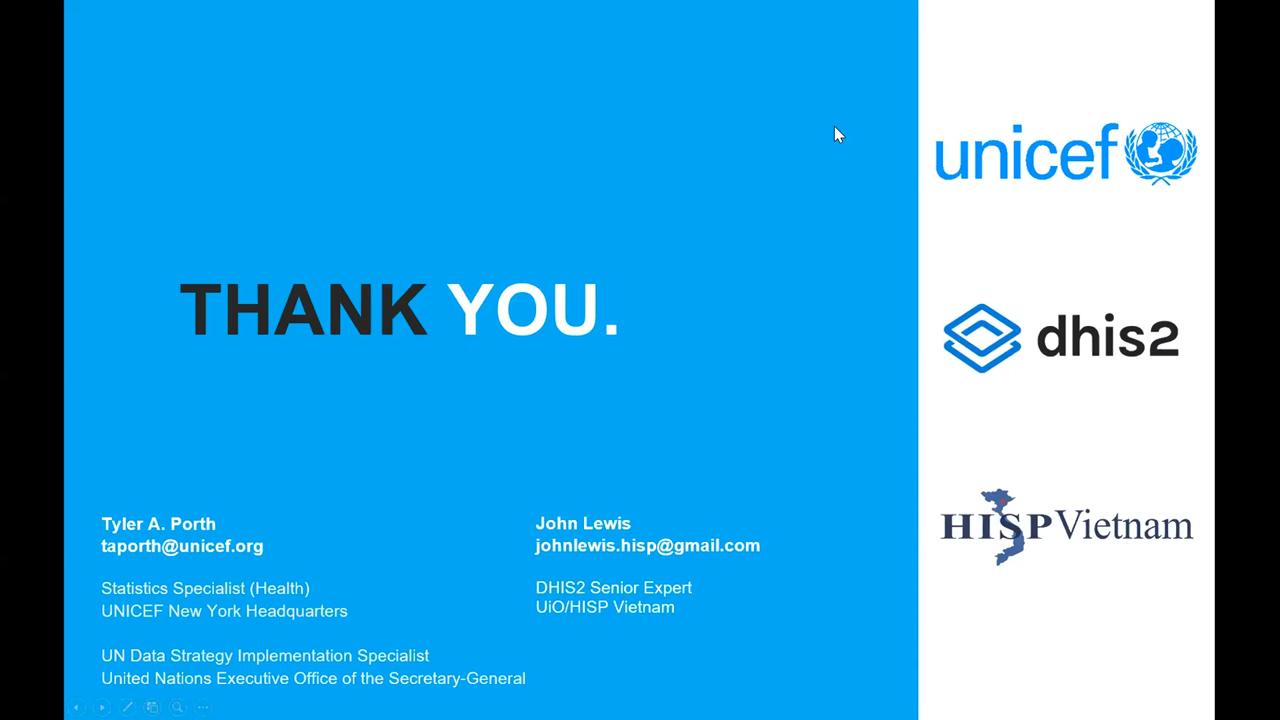 THANK YOU.
Tyler A. Porth
taporth@unicef.org
Statistics Specialist (Health)
UNICEF New York Headquarters
UN Data Strategy Implementation Specialist
United Nations Executive Office of the Secretary-General
John Lewis
johnlewis.hisp@gmail.com
DHIS2 Senior Expert
UiO/HISP Vietnam
unicef
dhis2
HISPVietnam